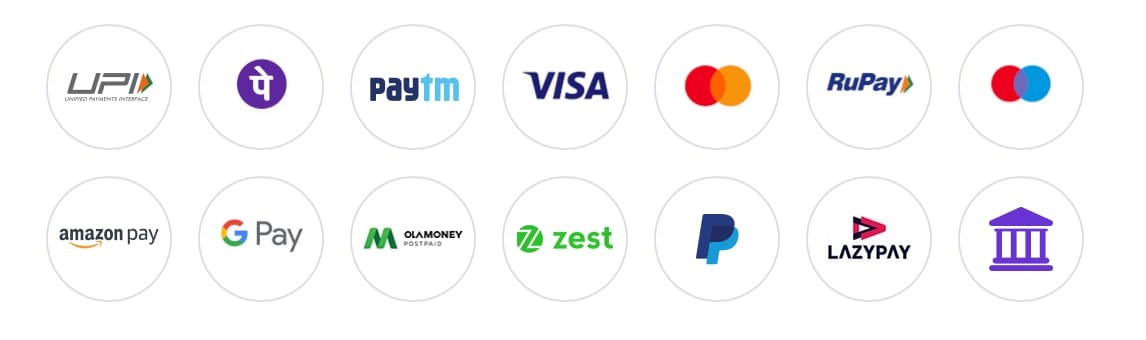 UPI
UNIFIED PAYMENTS INTERFACE
पे
paytm
VISA
RuPay
amazon pay
G Pay
OLAMONEY
POSTPAID
zest
P
LAZYPAY